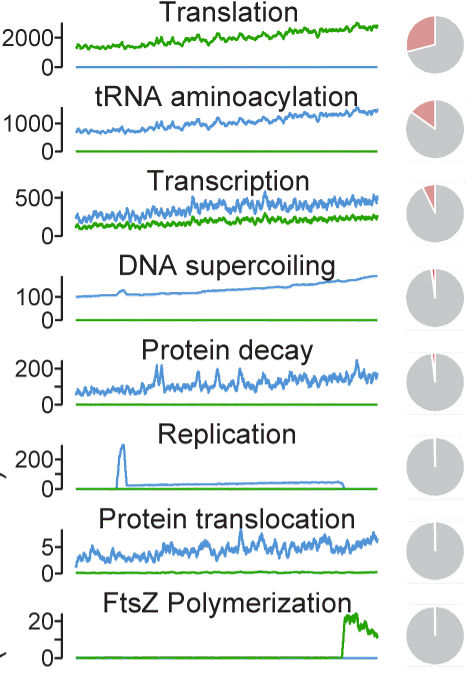 Translation
2000
0
tRNA aminoacylation
1000
0
Transcription
500
0
DNA supercoiling
100
0
Protein decay
200
0
Replication
200
0
Protein translocation
5
0
FtsZ Polymerization
20
0